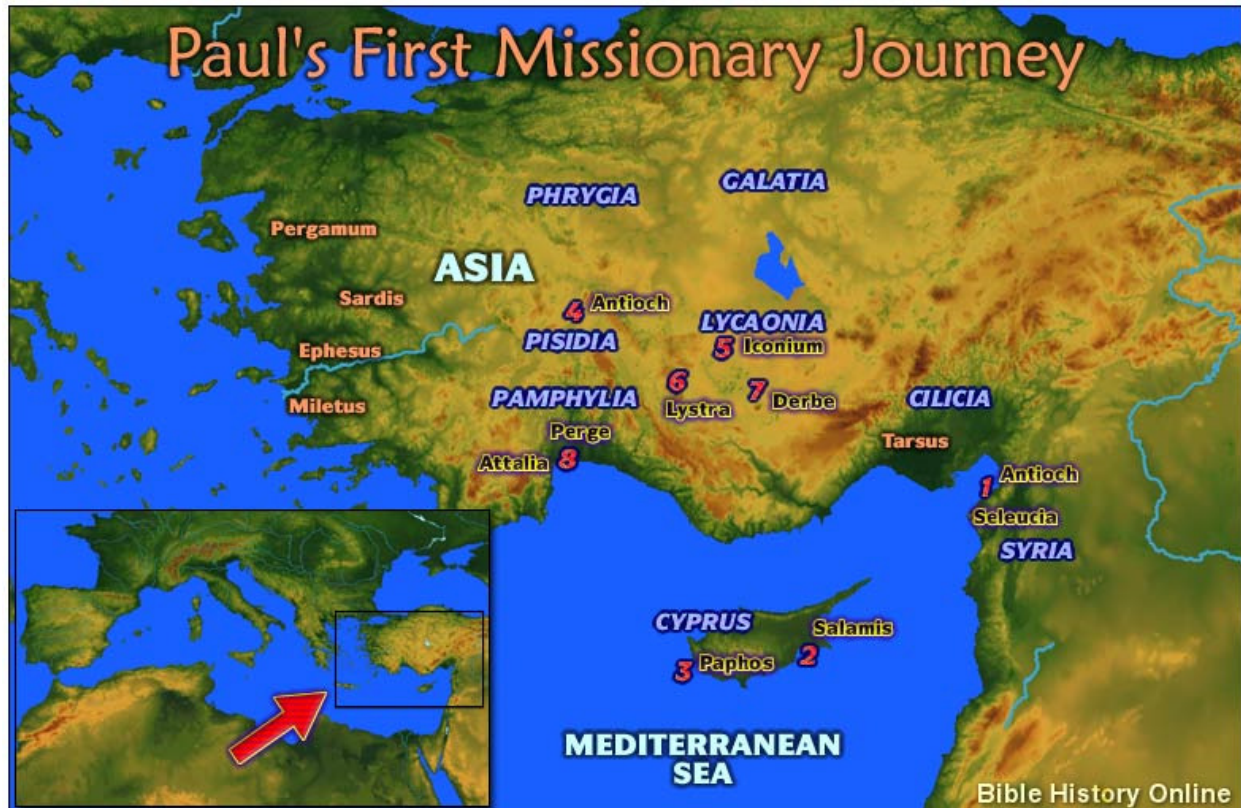 Paul's First Missionary Journey
PHRYGIA
GALATIA
Pergamum
ASIA
Sardis
4 Antioch
LYCAONIA
PISIDIA
5 Iconium
Ephesus
6
Lystra
7
Derbe
Miletus
PAMPHYLIA
CILICIA
Perge
Tarsus
Attalia 8
1 Antioch
Seleucia
SYRIA
CYPRUS
Salamis
2
3 Paphos
MEDITERRANEAN
SEA
Bible History Online